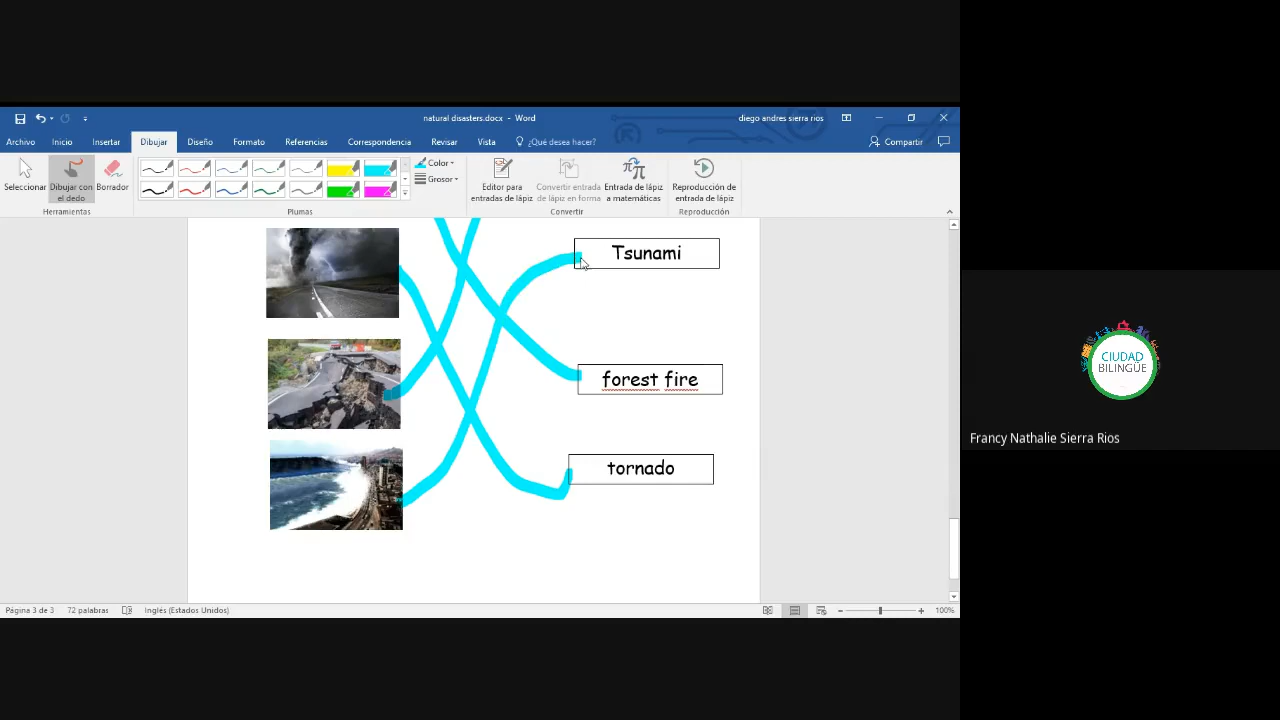 natural disasters.docx - Word
diego andres sierra rios
Archivo Inicio Insertar Dibujar Diseño Formato Referencias Correspondencia Revisar Vista ¿Qué desea hacer? Compartir
Seleccionar
Dibujar con el dedo
Borrador
Color
Grosor
Editor para entradas de lápiz
Convertir entrada de lápiz en forma
Entrada de lápiz a matemáticas
Reproducción de entrada de lápiz
Herramientas
Plumas
Convertir
Reproducción
Tsunami
forest fire
tornado
CIUDAD
BILINGÜE
Francy Nathalie Sierra Rios
Página 3 de 3 72 palabras Inglés (Estados Unidos) 100%